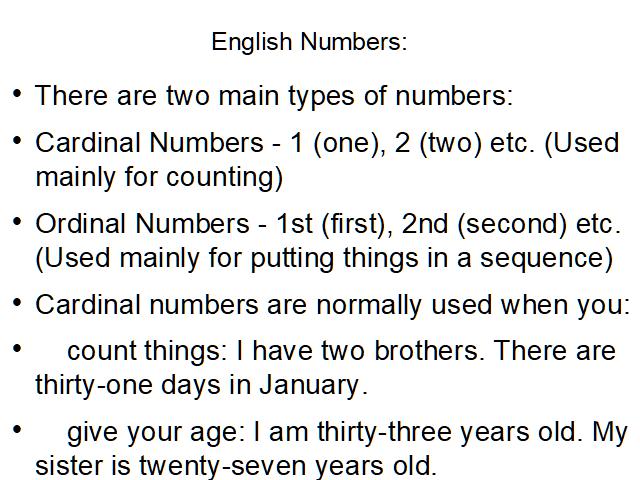 English Numbers:
• There are two main types of numbers:
• Cardinal Numbers - 1 (one), 2 (two) etc. (Used
mainly for counting)
• Ordinal Numbers - 1st (first), 2nd (second) etc.
(Used mainly for putting things in a sequence)
• Cardinal numbers are normally used when you:
• count things: I have two brothers. There are
thirty-one days in January.
• give your age: I am thirty-three years old. My
sister is twenty-seven years old.